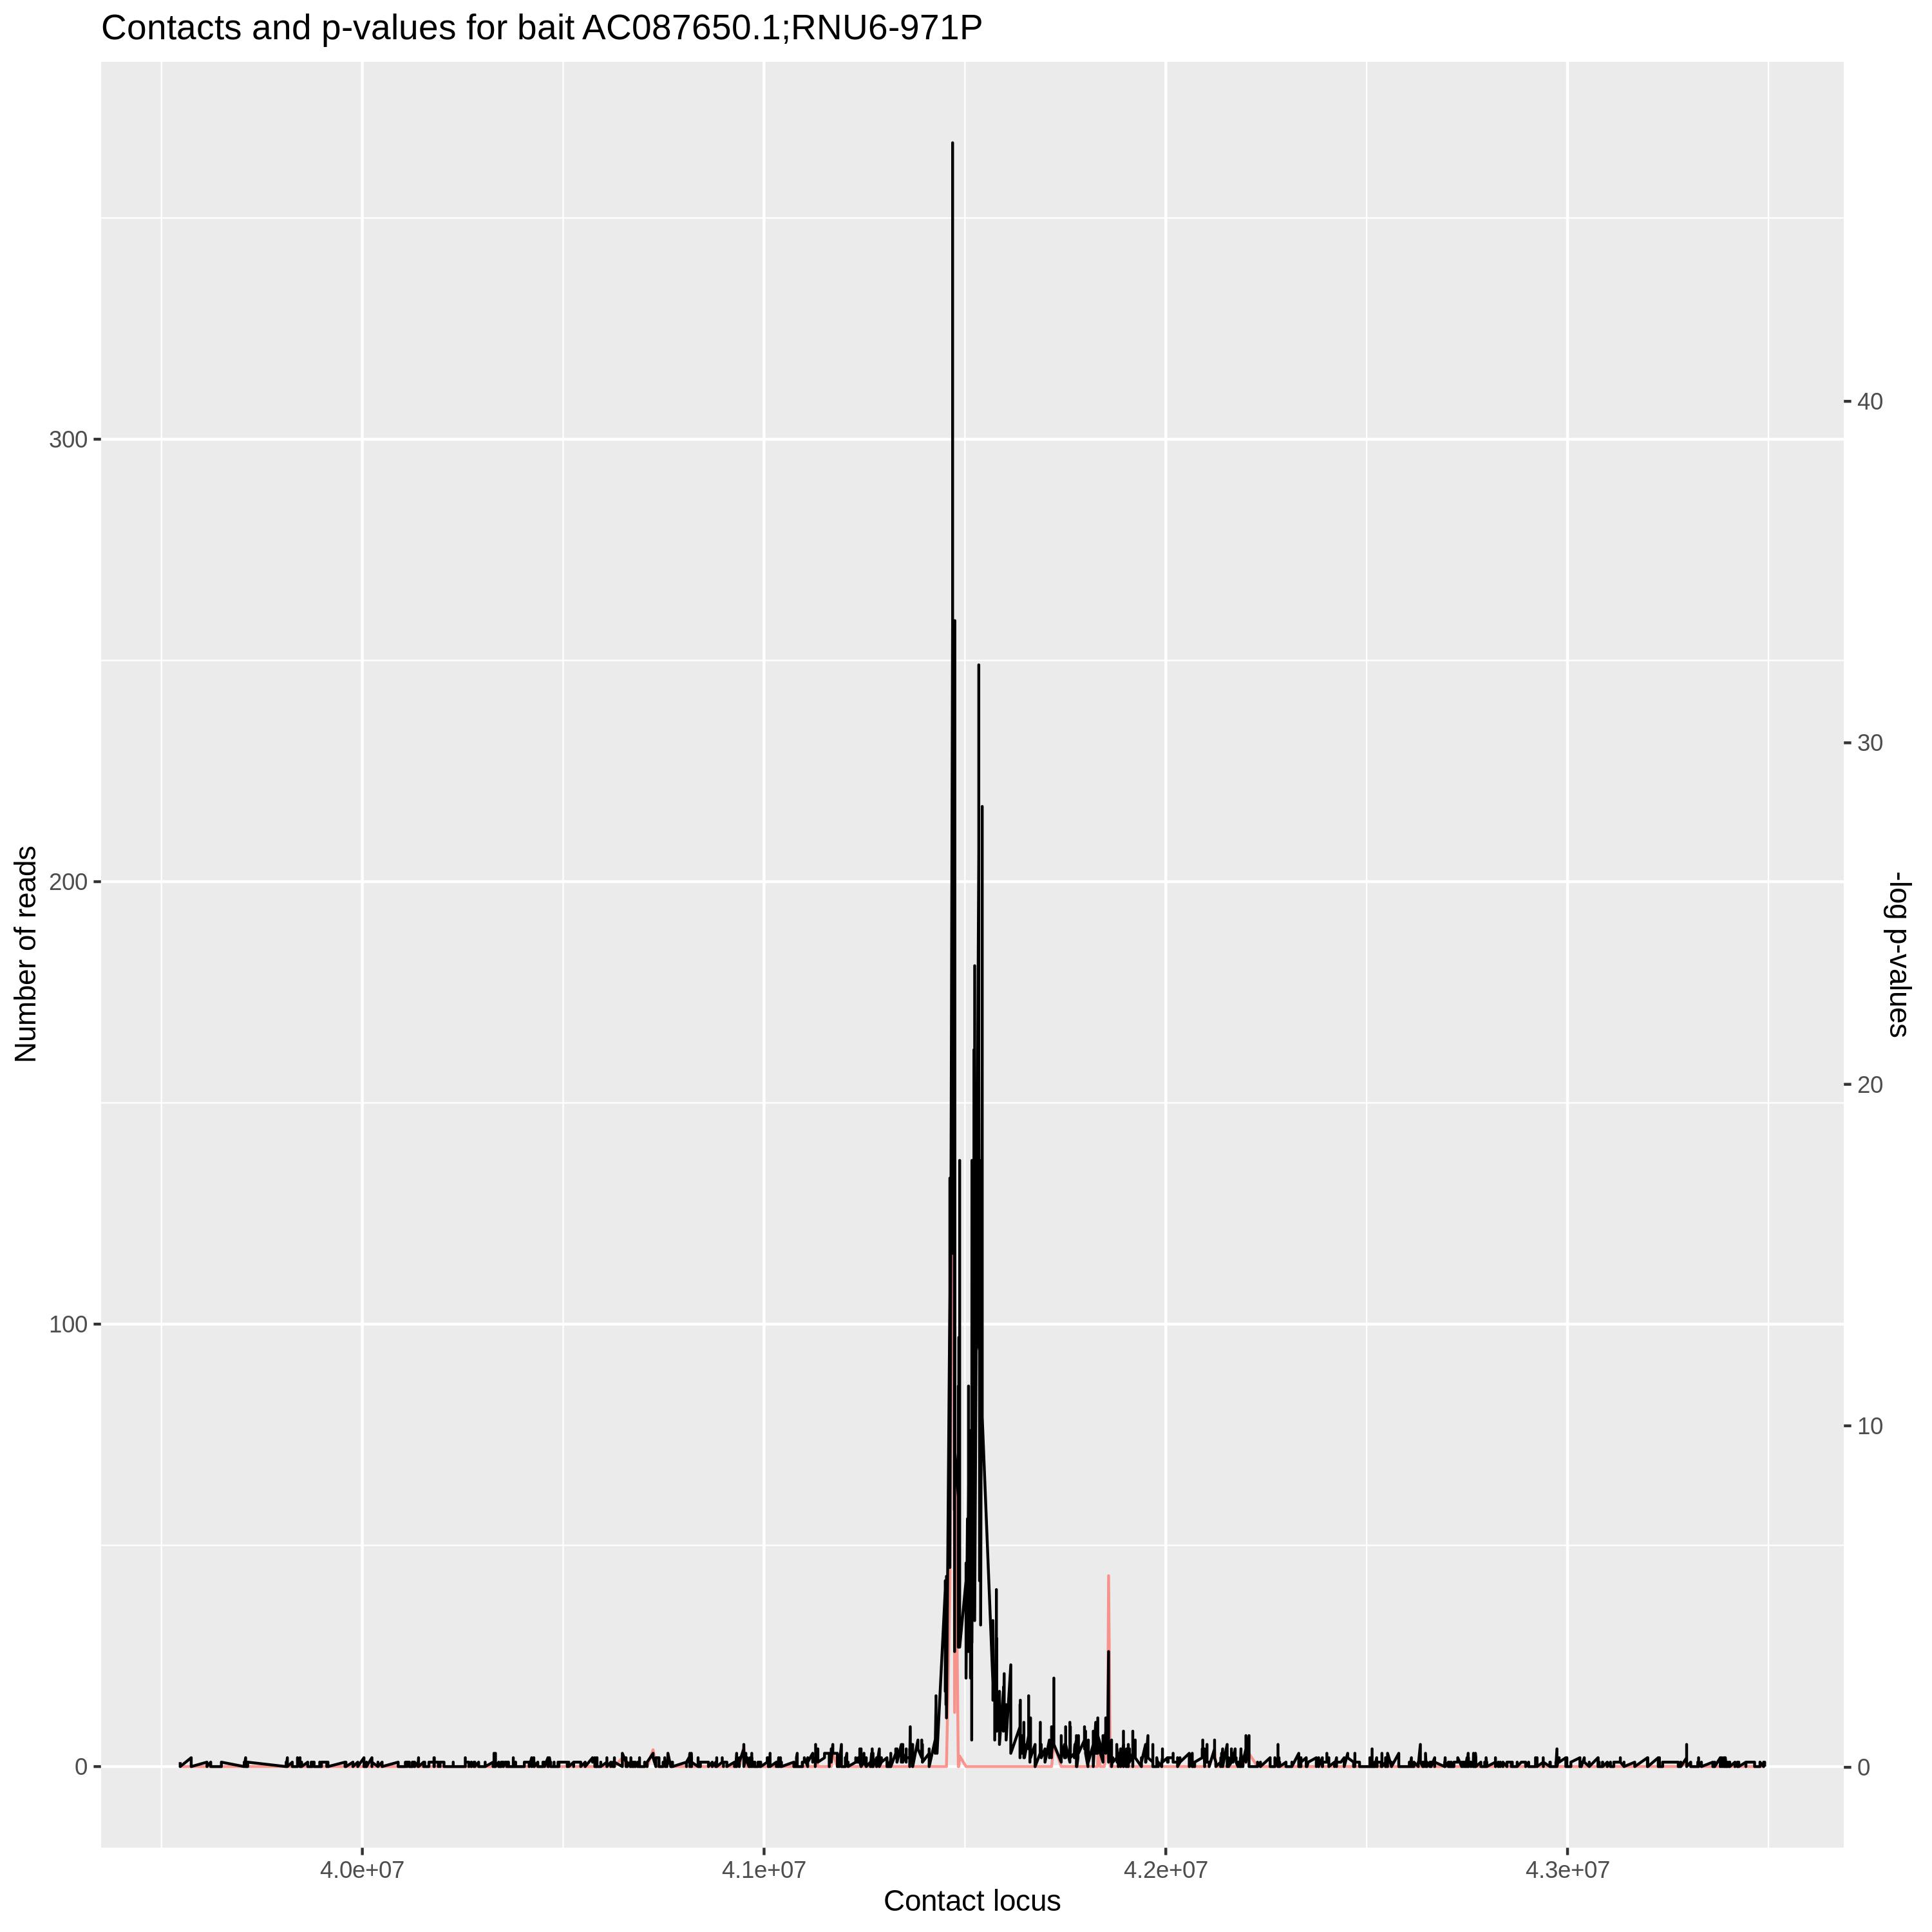 Contacts and p-values for bait AC087650.1;RNU6-971P
300
200
100
0
Number of reads
40
30
20
10
0
-log p-values
4.0e+07
4.1e+07
4.2e+07
4.3e+07
Contact locus